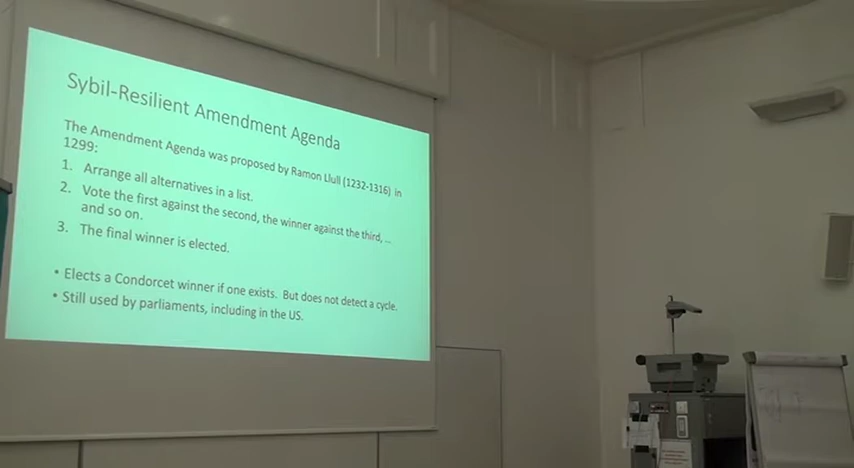 Sybil-Resilient Amendment Agenda
The Amendment Agenda was proposed by Ramon Llull (1232-1316) in
1299:
1. Arrange all alternatives in a list.
2. Vote the first against the second, the winner against the third, ...
and so on.
3. The final winner is elected.
• Elects a Condorcet winner if one exists. But does not detect a cycle.
• Still used by parliaments, including in the US.